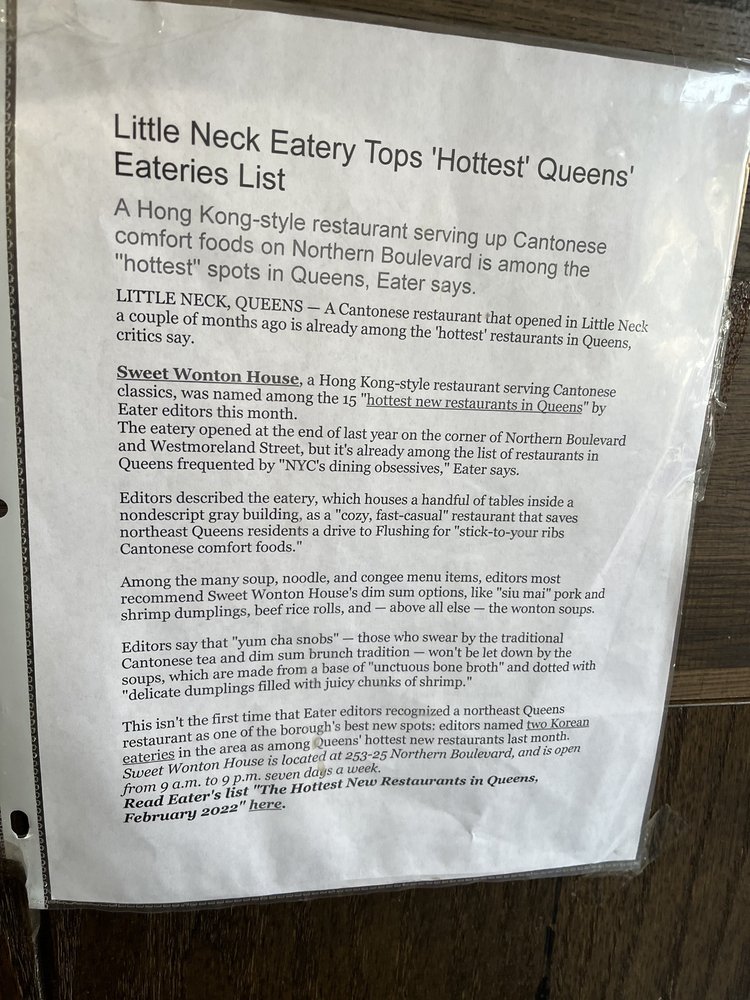 Little Neck Eatery Tops 'Hottest' Queens'
Eateries List
A Hong Kong-style restaurant serving up Cantonese
comfort foods on Northern Boulevard is among the
"hottest" spots in Queens, Eater says.
LITTLE NECK, QUEENS — A Cantonese restaurant that opened in Little Neck
a couple of months ago is already among the 'hottest' restaurants in Queens,
critics say.
Sweet Wonton House, a Hong Kong-style restaurant serving Cantonese
classics, was named among the 15 "hottest new restaurants in Queens" by
Eater editors this month.
The eatery opened at the end of last year on the corner of Northern Boulevard
and Westmoreland Street, but it's already among the list of restaurants in
Queens frequented by "NYC's dining obsessives," Eater says.
Editors described the eatery, which houses a handful of tables inside a
nondescript gray building, as a "cozy, fast-casual" restaurant that saves
northeast Queens residents a drive to Flushing for "stick-to-your ribs
Cantonese comfort foods."
Among the many soup, noodle, and congee menu items, editors most
recommend Sweet Wonton House's dim sum options, like "siu mai" pork and
shrimp dumplings, beef rice rolls, and — above all else — the wonton soups.
Editors say that "yum cha snobs" — those who swear by the traditional
Cantonese tea and dim sum brunch tradition — won't be let down by the
soups, which are made from a base of "unctuous bone broth" and dotted with
"delicate dumplings filled with juicy chunks of shrimp."
This isn't the first time that Eater editors recognized a northeast Queens
restaurant as one of the borough's best new spots: editors named two Korean
eateries in the area as among Queens' hottest new restaurants last month.
Sweet Wonton House is located at 253-25 Northern Boulevard, and is open
from 9 a.m. to 9 p.m. seven days a week.
Read Eater's list "The Hottest New Restaurants in Queens,
February 2022" here.